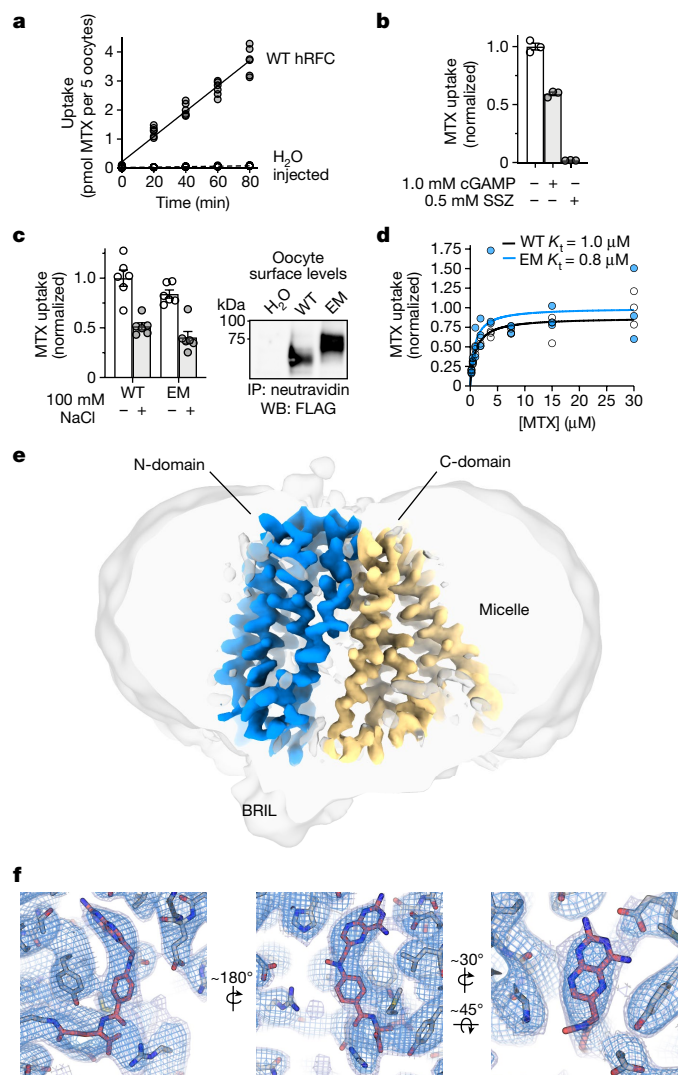 a
Uptake
(pmol MTX per 5 oocytes)
4
3
2
1
0
0 20 40 60 80
Time (min)
WT hRFC
H2O
injected
b
MTX uptake
(normalized)
1.0
0.5
0
1.0 mM cGAMP − + −
0.5 mM SSZ − − +
c
MTX uptake
(normalized)
1.0
0.5
0
WT EM
100 mM
NaCl
− + − +
Oocyte
surface levels
kDa
H2O
WT
EM
100
75
IP: neutravidin
WB: FLAG
d
MTX uptake
(normalized)
1.75
1.50
1.25
1.00
0.75
0.50
0.25
0
0 5 10 15 20 25 30
[MTX] (μM)
WT Kt = 1.0 μM
EM Kt = 0.8 μM
e
N-domain
C-domain
Micelle
BRIL
f
~180°
~30°
~45°